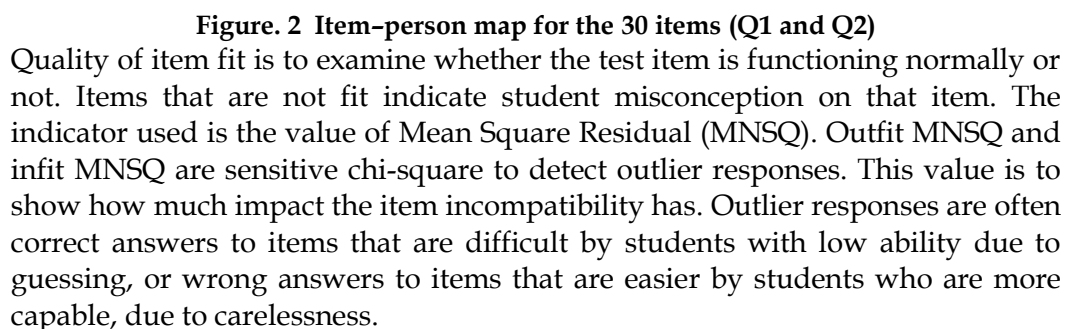 Figure. 2  Item–person map for the 30 items (Q1 and Q2)
Quality of item fit is to examine whether the test item is functioning normally or
not. Items that are not fit indicate student misconception on that item. The
indicator used is the value of Mean Square Residual (MNSQ). Outfit MNSQ and
infit MNSQ are sensitive chi-square to detect outlier responses. This value is to
show how much impact the item incompatibility has. Outlier responses are often
correct answers to items that are difficult by students with low ability due to
guessing, or wrong answers to items that are easier by students who are more
capable, due to carelessness.